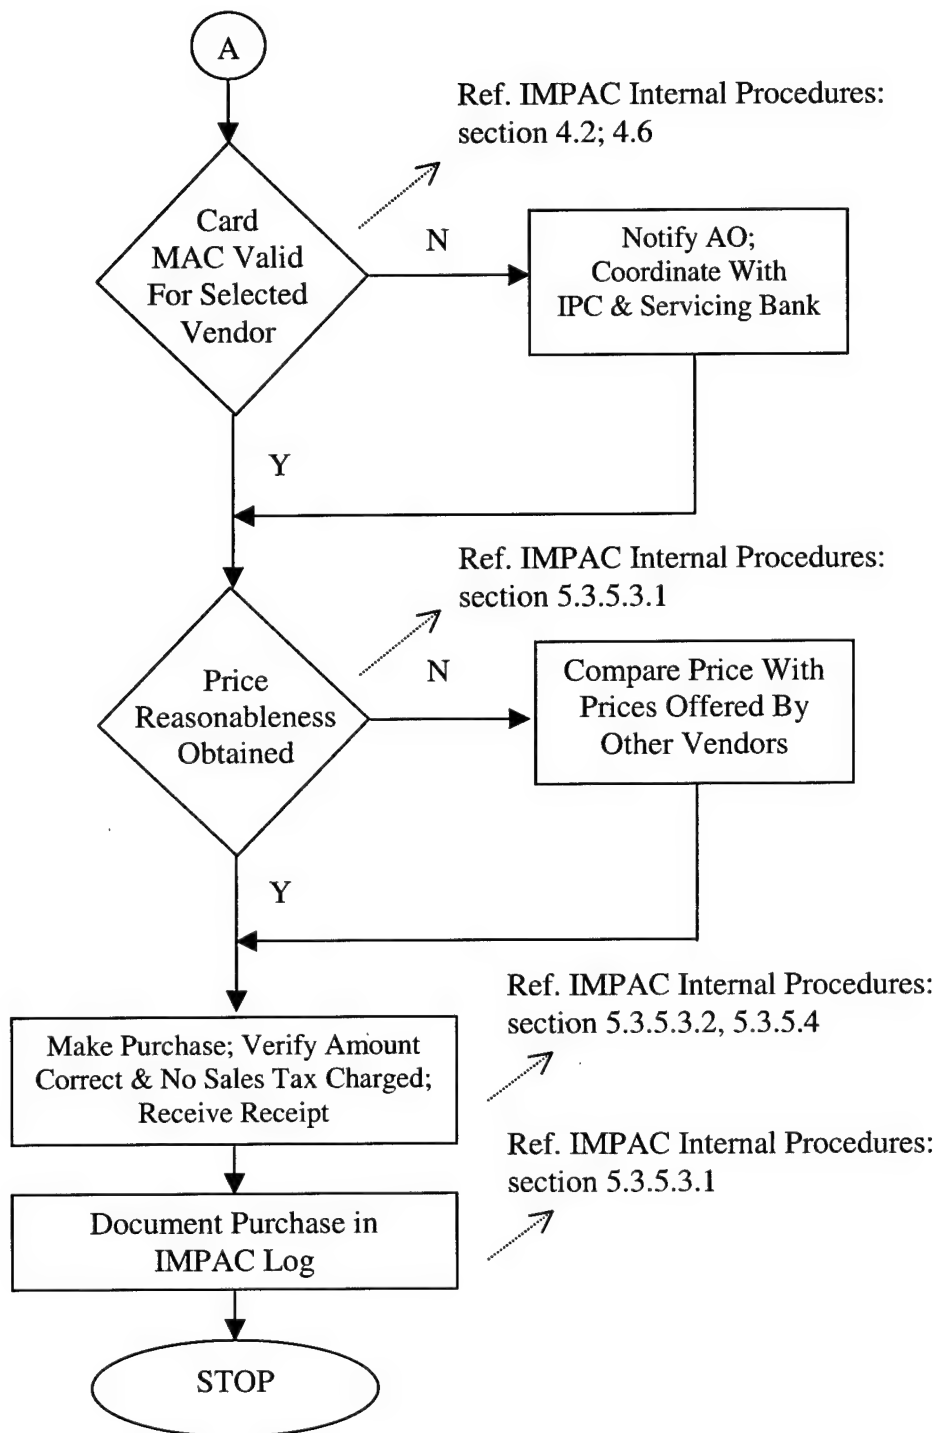 A
Ref. IMPAC Internal Procedures:
section 4.2; 4.6
Card
MAC Valid
For Selected
Vendor
N
Notify AO;
Coordinate With
IPC & Servicing Bank
Y
Ref. IMPAC Internal Procedures:
section 5.3.5.3.1
Price
Reasonableness
Obtained
N
Compare Price With
Prices Offered By
Other Vendors
Y
Ref. IMPAC Internal Procedures:
section 5.3.5.3.2, 5.3.5.4
Make Purchase; Verify Amount
Correct & No Sales Tax Charged;
Receive Receipt
Ref. IMPAC Internal Procedures:
section 5.3.5.3.1
Document Purchase in
IMPAC Log
STOP